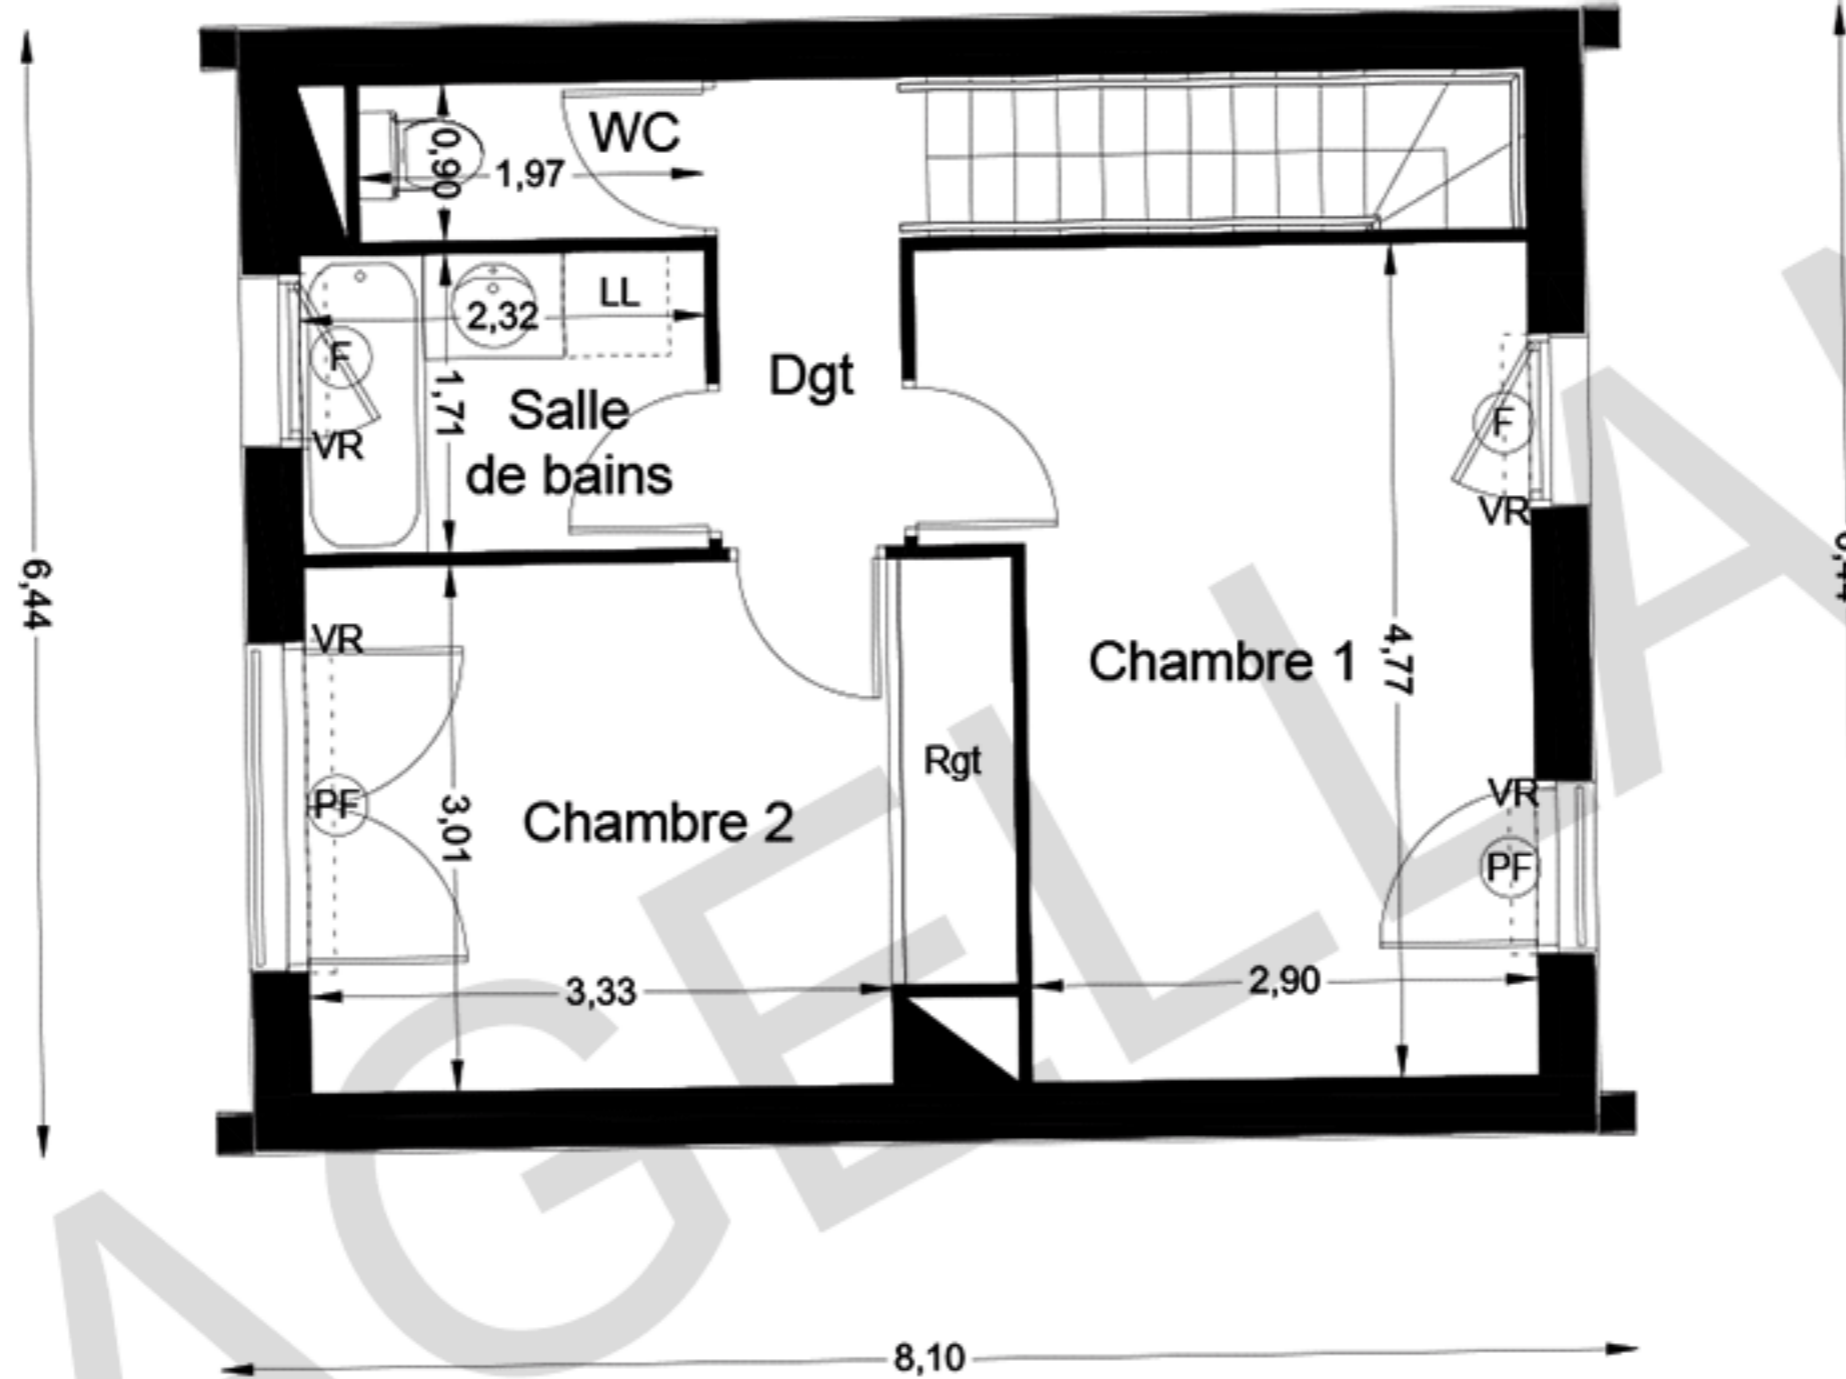 WC
0,90
1,97
LL
2,32
F
VR
1,71
Salle
de bains
Dgt
F
VR
6,44
6,44
VR
PF
3,01
Chambre 2
Rgt
Chambre 1
4,77
VR
PF
3,33
2,90
8,10
AGELLA